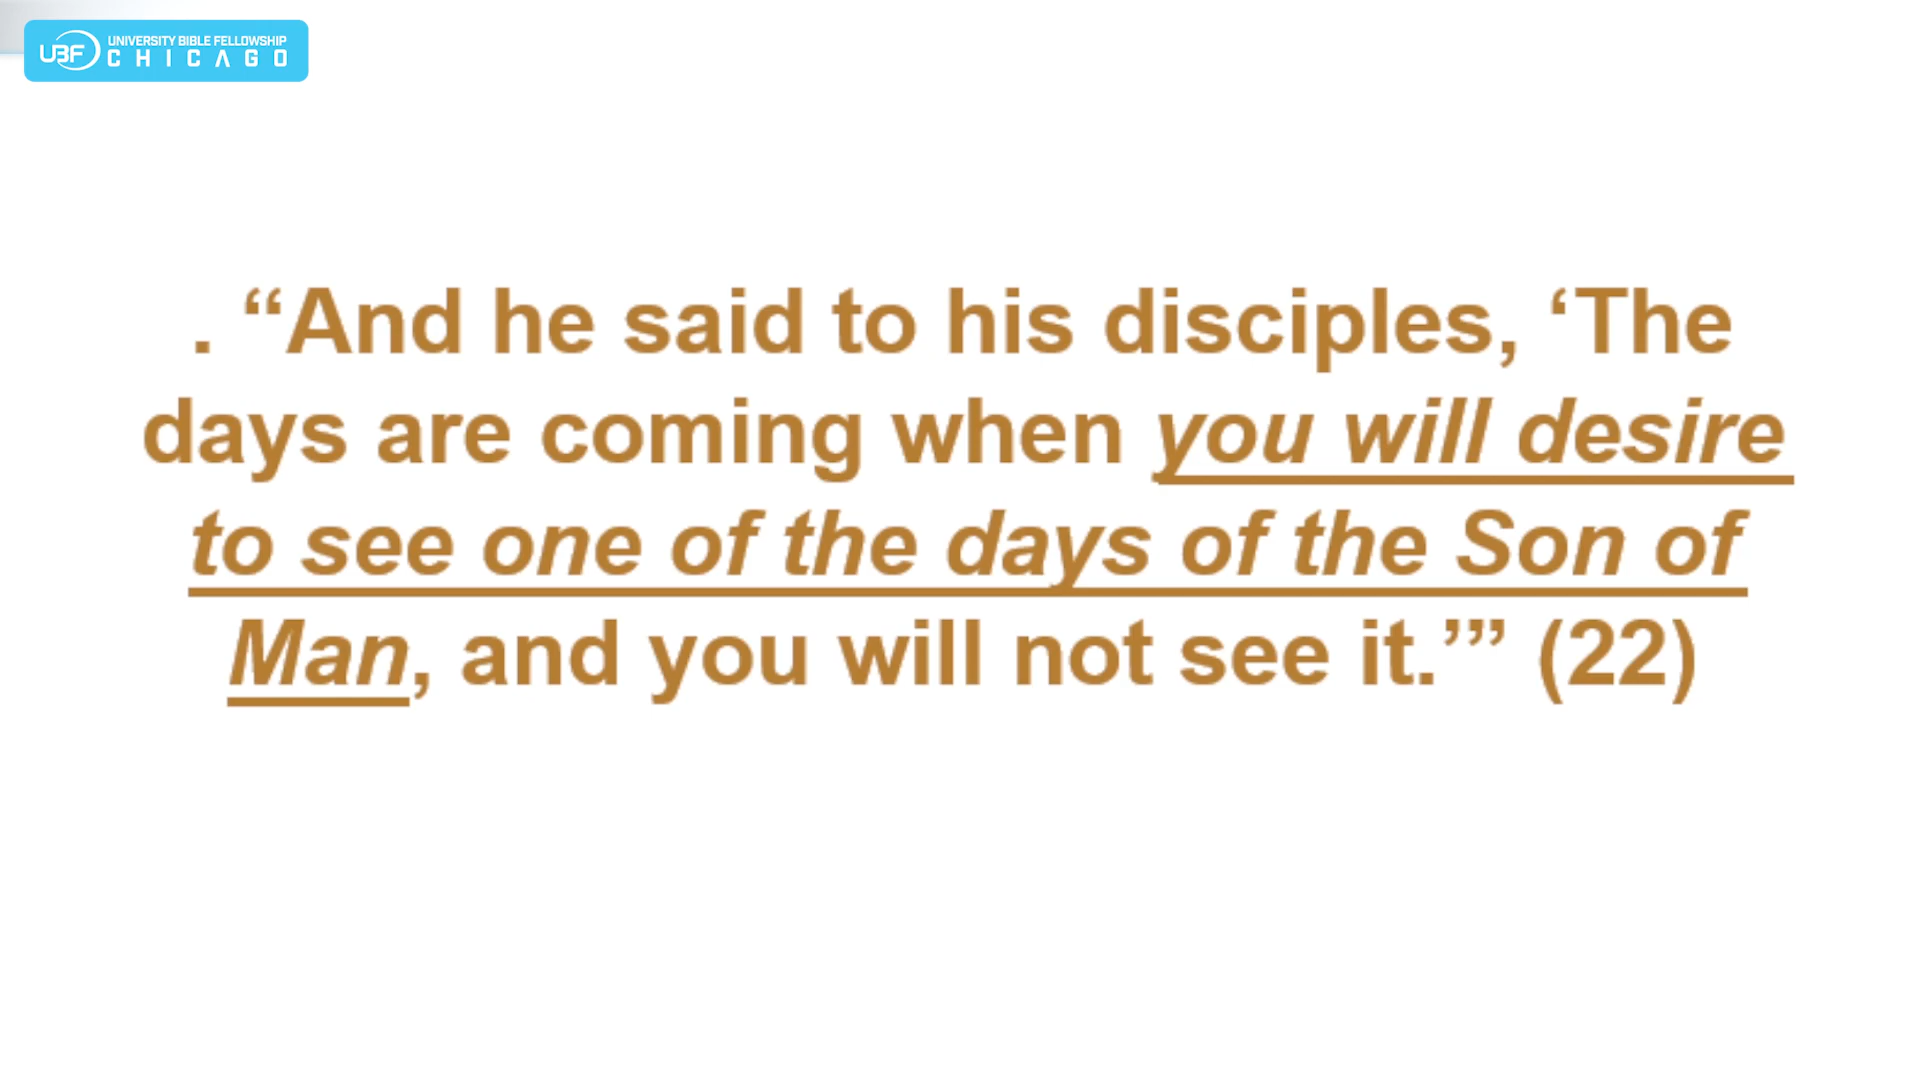 UBF UNIVERSITY BIBLE FELLOWSHIP
CHICAGO
. “And he said to his disciples, ‘The
days are coming when you will desire
to see one of the days of the Son of
Man, and you will not see it.’” (22)